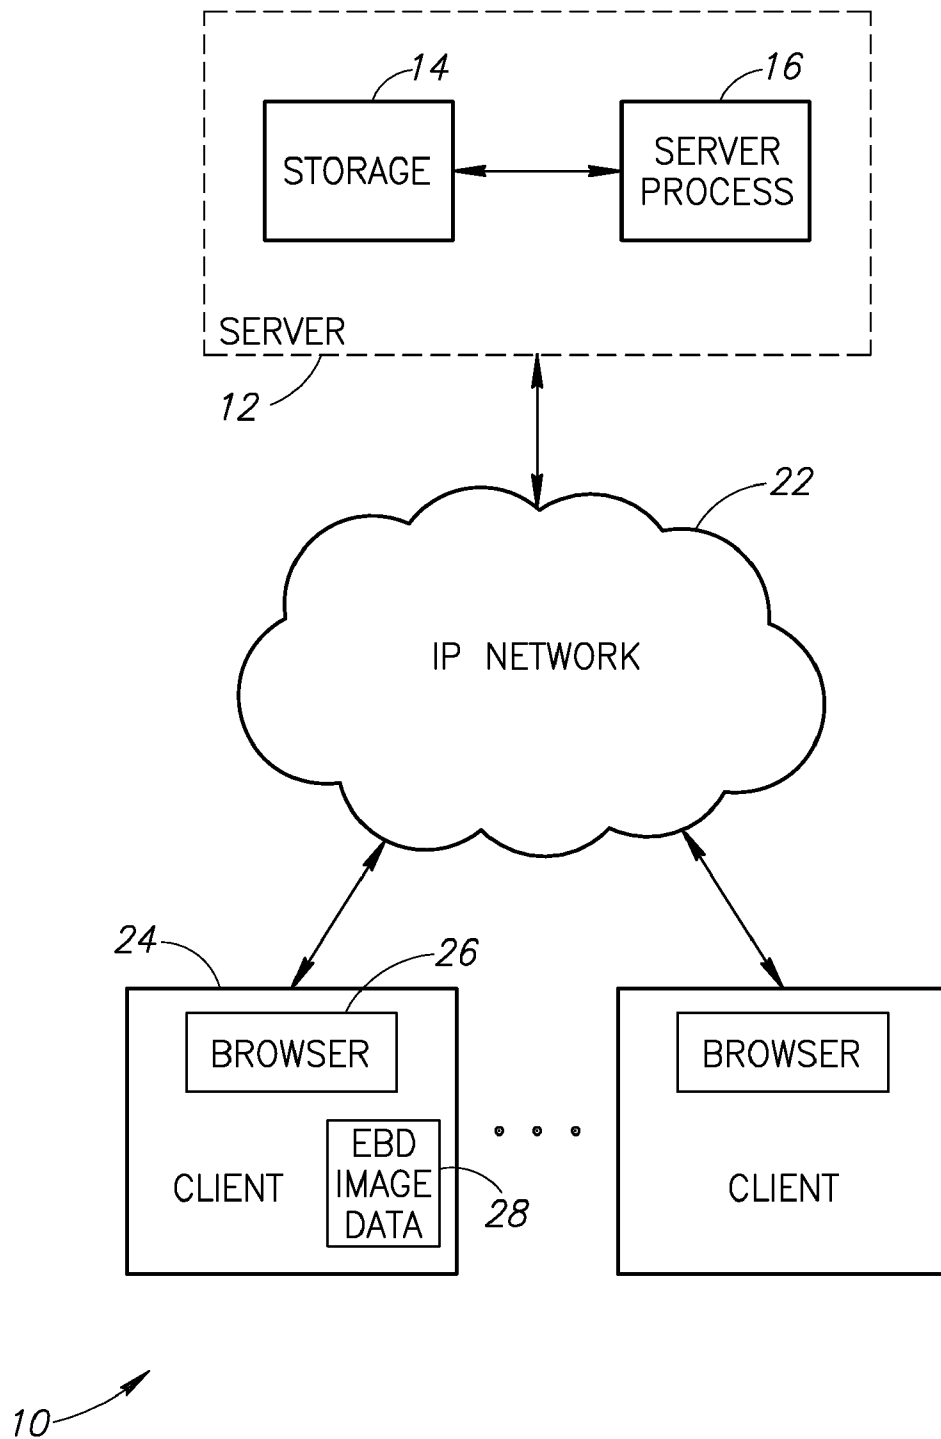 14
16
STORAGE
SERVER
PROCESS
SERVER
12
22
IP NETWORK
24
26
BROWSER
BROWSER
EBD
IMAGE
DATA
CLIENT
28
CLIENT
10